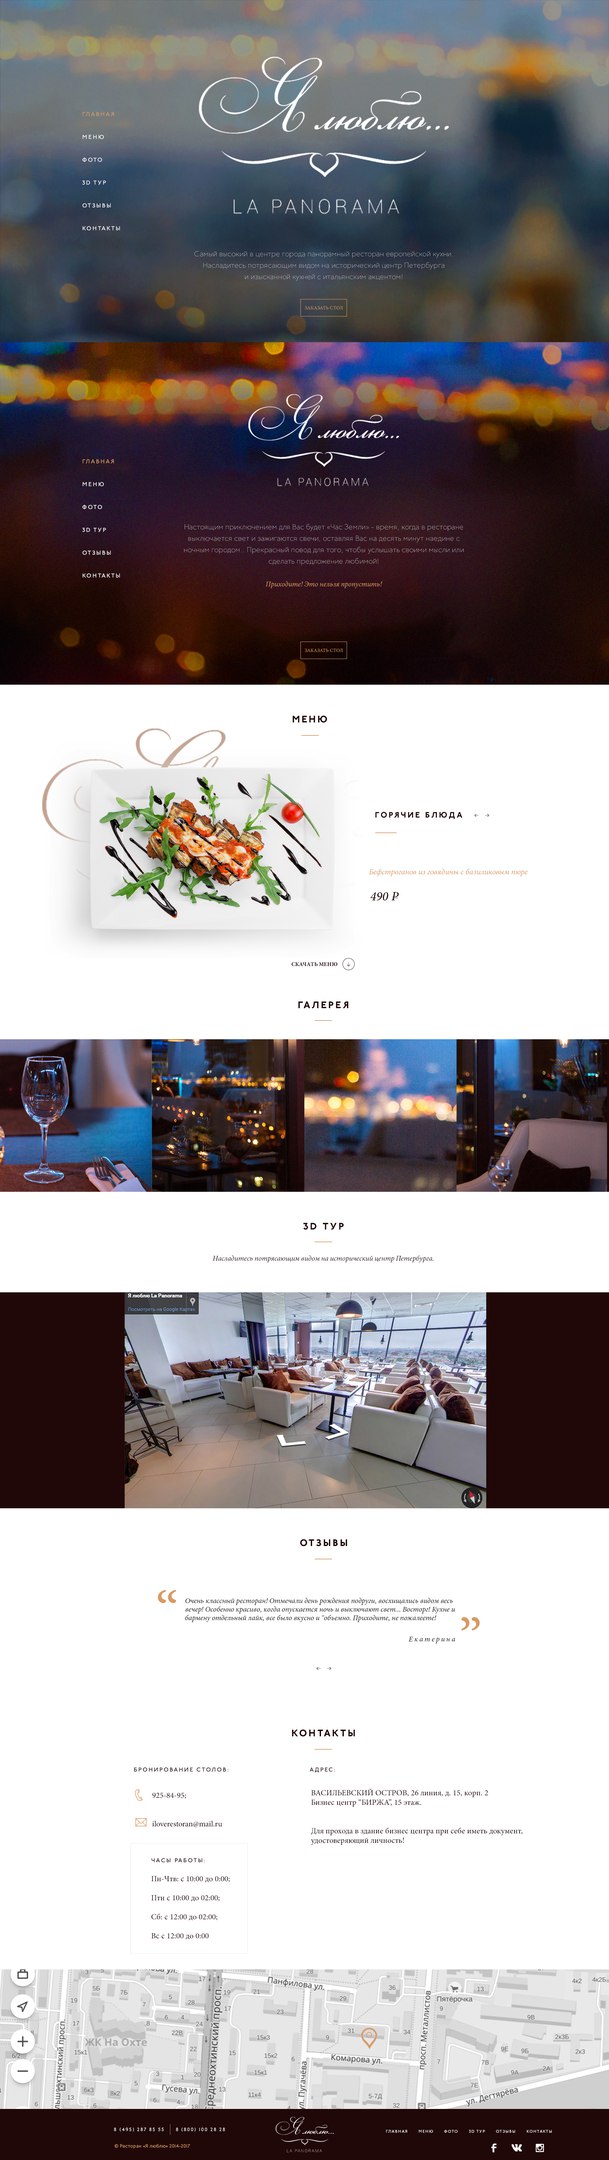 Я люблю...
LA PANORAMA
ГЛАВНАЯ
МЕНЮ
ФОТО
3D ТУР
ОТЗЫВЫ
КОНТАКТЫ
Самый высокий в центре города панорамный ресторан европейской кухни.
Насладитесь потрясающим видом на исторический центр Петербурга
и изысканной кухней с итальянским акцентом!
ЗАКАЗАТЬ СТОЛ
Я люблю...
LA PANORAMA
ГЛАВНАЯ
МЕНЮ
ФОТО
3D ТУР
ОТЗЫВЫ
КОНТАКТЫ
Настоящим приключением для Вас будет «Час Земли» - время, когда в ресторане
выключается свет и зажигаются свечи, оставляя Вас на десять минут наедине с
ночным городом . Прекрасный повод для того, чтобы услышать своими мысли или
сделать предложение любимой!
Приходите! Это нельзя пропустить!
ЗАКАЗАТЬ СТОЛ
МЕНЮ
ГОРЯЧИЕ БЛЮДА
Бефстроганов из говядины с базиликовым пюре
490 Р
СКАЧАТЬ МЕНЮ
ГАЛЕРЕЯ
3D ТУР
Насладитесь потрясающим видом на исторический центр Петербурга.
Я люблю La Panorama
Посмотреть на Google Картах
ОТЗЫВЫ
“ Очень классный ресторан! Отмечали день рождения подруги, восхищались видом весь
вечер! Особенно красиво, когда опускается ночь и выключают свет... Восторг! Кухне и
бармену отдельный лайк, все было вкусно и "объемно. Приходите, не пожалеете! ”
Екатерина
КОНТАКТЫ
БРОНИРОВАНИЕ СТОЛОВ:
925-84-95;
iloverestoran@mail.ru
ЧАСЫ РАБОТЫ:
Пн-Чтв: с 10:00 до 0:00;
Птн с 10:00 до 02:00;
Сб: с 12:00 до 02:00;
Вс с 12:00 до 0:00
АДРЕС:
ВАСИЛЬЕВСКИЙ ОСТРОВ, 26 линия, д. 15, корп. 2
Бизнес центр "БИРЖА", 15 этаж.
Для прохода в здание бизнес центра при себе иметь документ,
удостоверяющий личность!
Панфилова ул.
Пятёрочка
ЖК На Охте
Комарова ул.
Гусева ул.
ул. Пугачёва
просп. Металлистов
ул. Дегтярёва
8 (495) 287 85 55 | 8 (800) 100 28 28
© Ресторан «Я люблю» 2014-2017
Я люблю...
LA PANORAMA
ГЛАВНАЯ МЕНЮ ФОТО 3D ТУР ОТЗЫВЫ КОНТАКТЫ